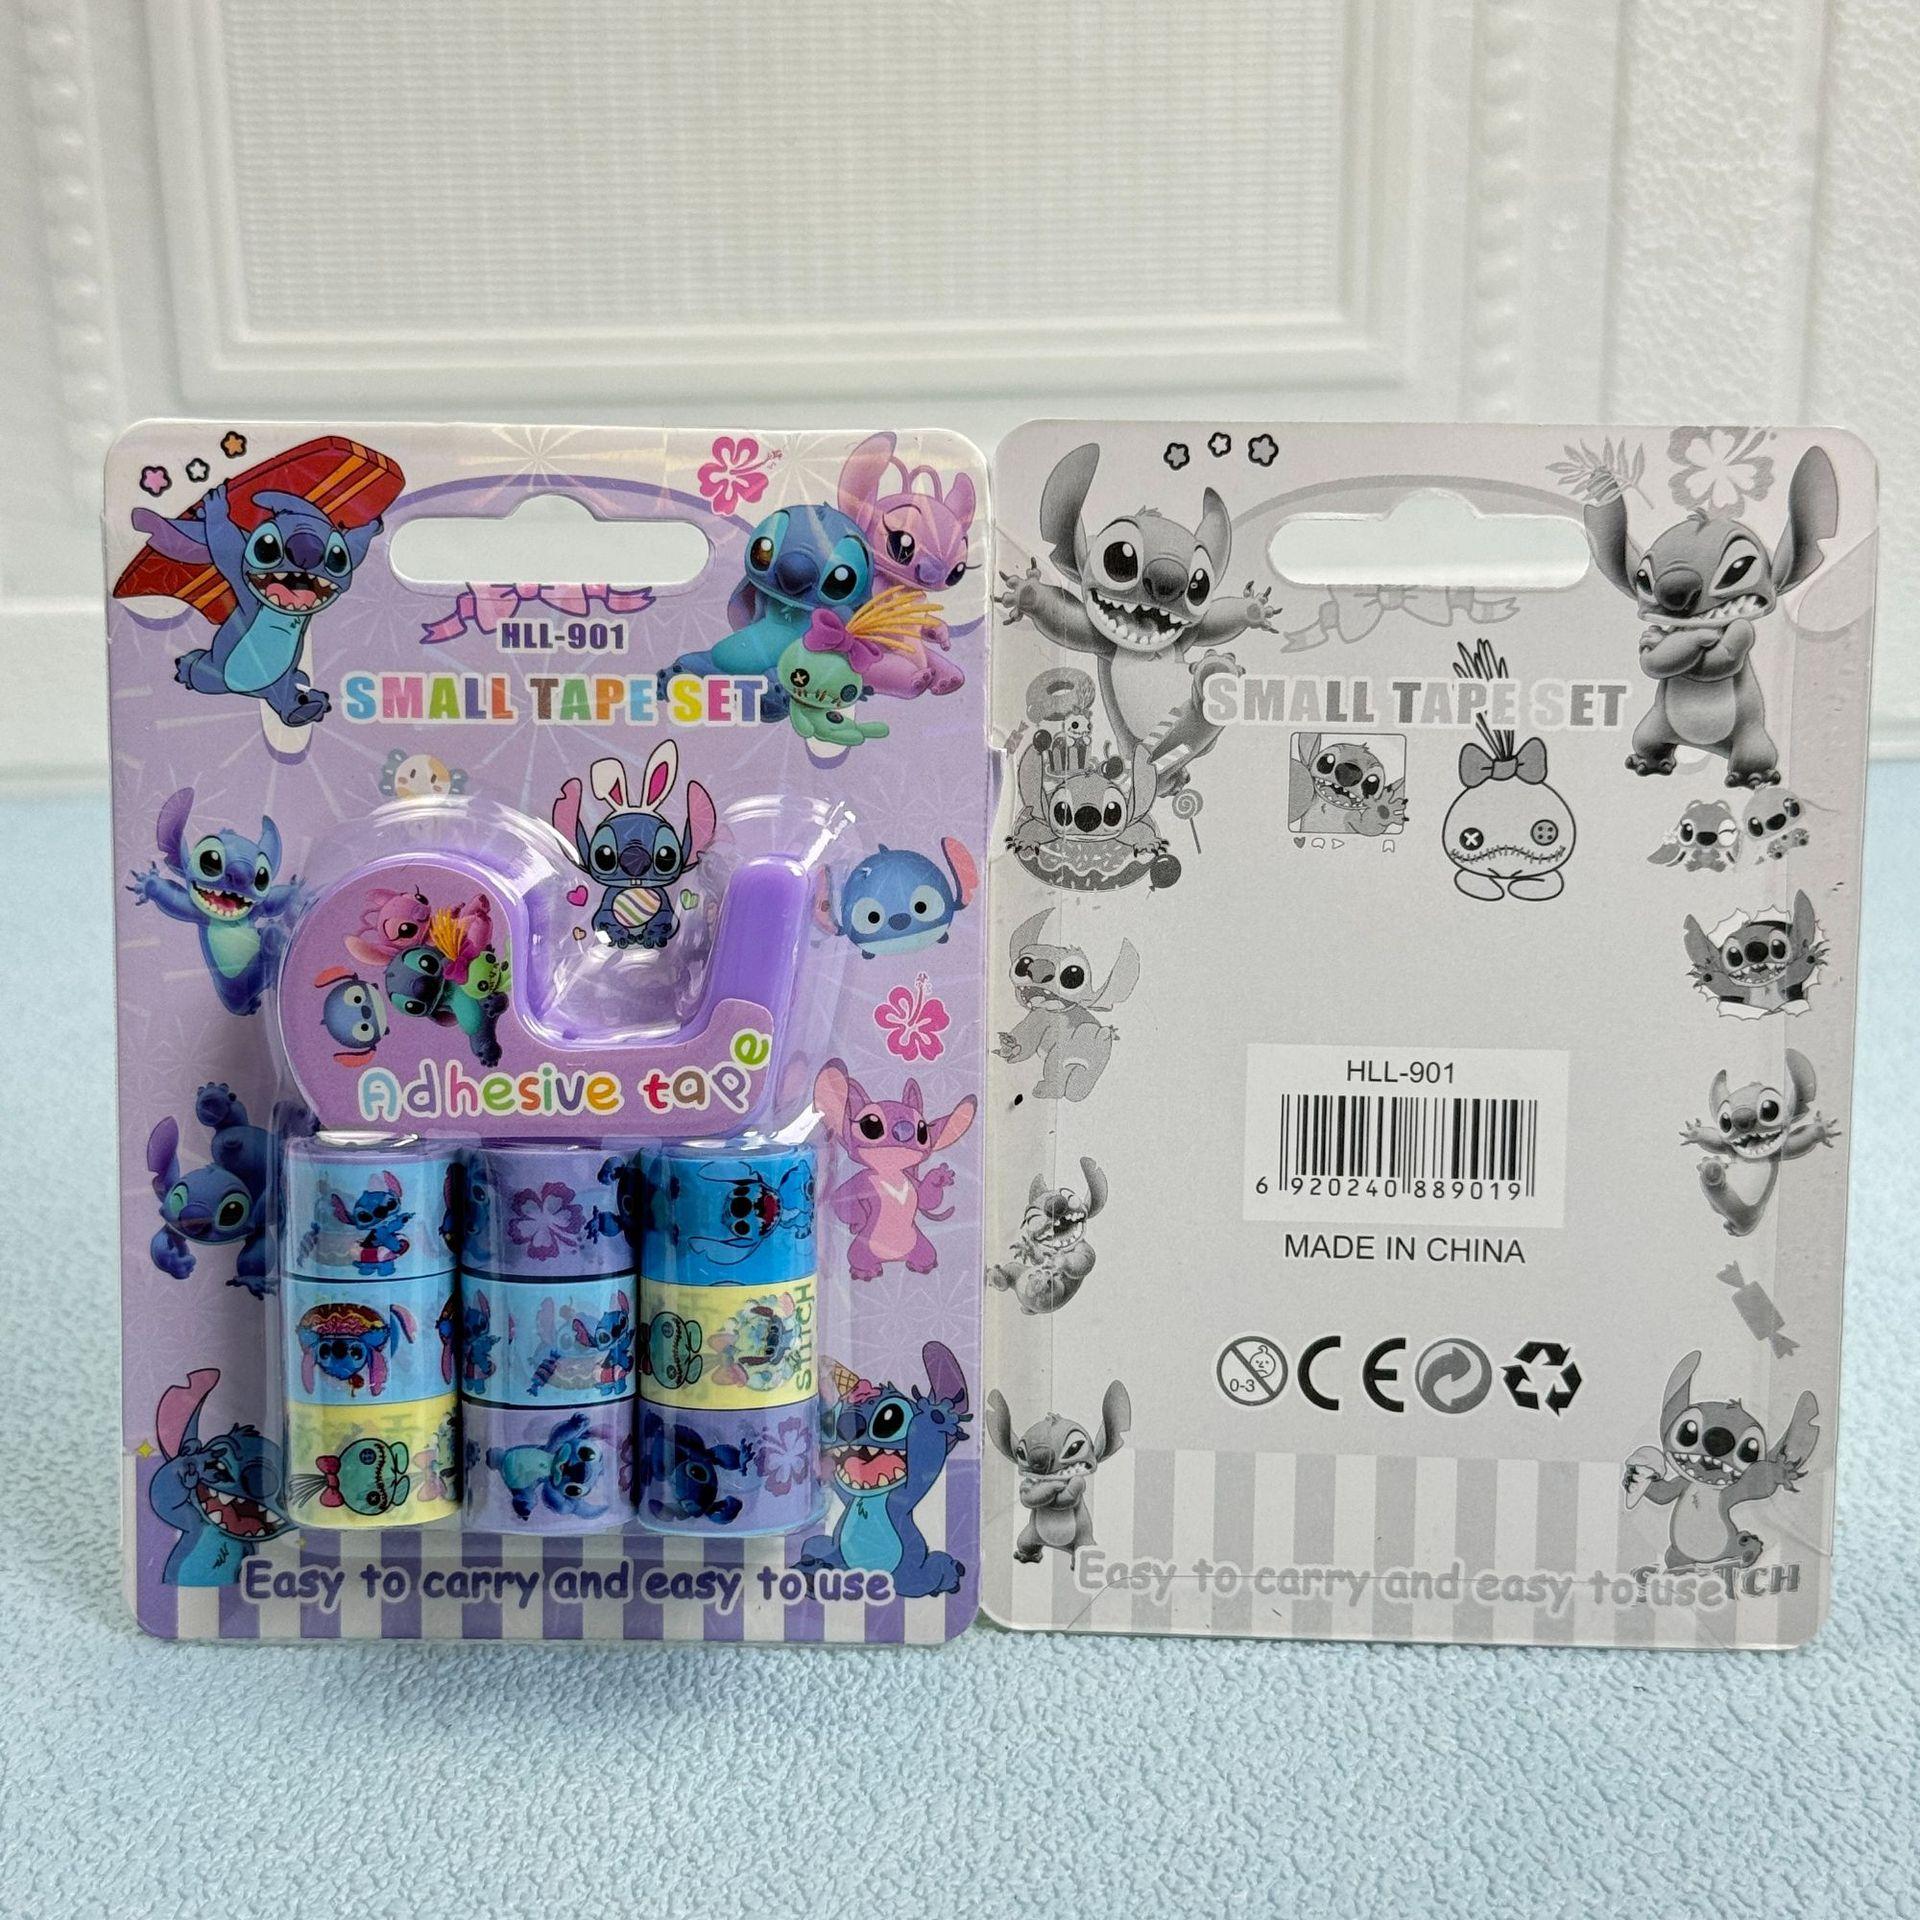 HLL-901
SMALL TAPE SET
Adhesive tape
STITCH
Easy to carry and easy to use
SMALL TAPE SET
HLL-901
6 920240 889019
MADE IN CHINA
0-3
CE
Easy to carry and easy to use